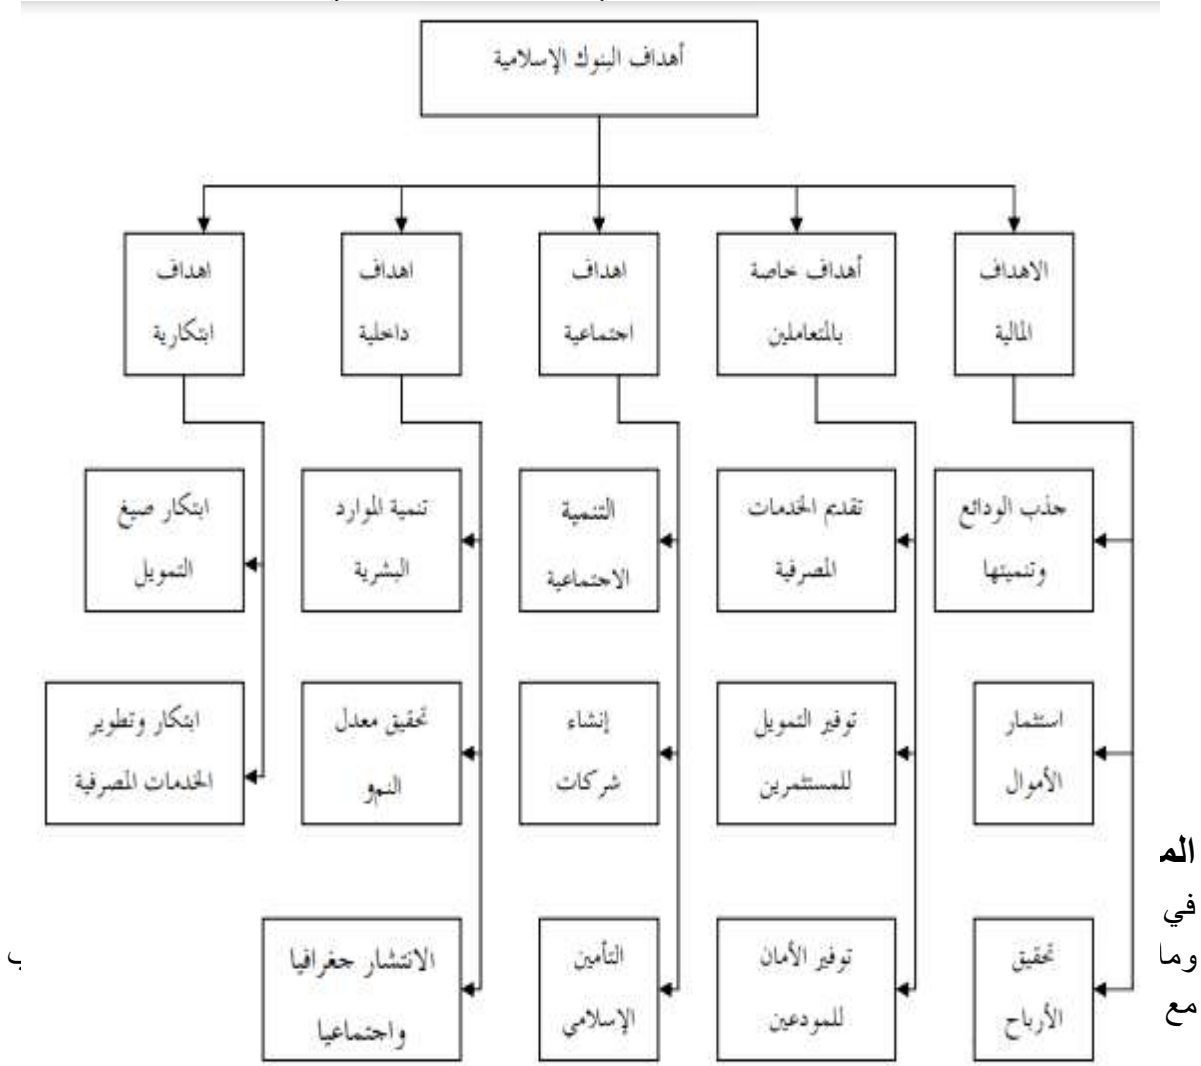 أهداف البنوك الإسلامية
الاهداف
المالية
أهداف خاصة
بالمتعاملين
اهداف
اجتماعية
اهداف
داخلية
اهداف
ابتكارية
جذب الودائع
وتنميتها
تقديم الخدمات
المصرفية
التنمية
الاجتماعية
تنمية الموارد
البشرية
ابتكار صيغ
التمويل
استثمار
الأموال
توفير التمويل
للمستثمرين
إنشاء
شركات
تحقيق معدل
النمو
ابتكار وتطوير
الخدمات المصرفية
تحقيق
الأرباح
توفير الأمان
للمودعين
التأمين
الإسلامي
الانتشار جغرافيا
واجتماعيا
في
مع